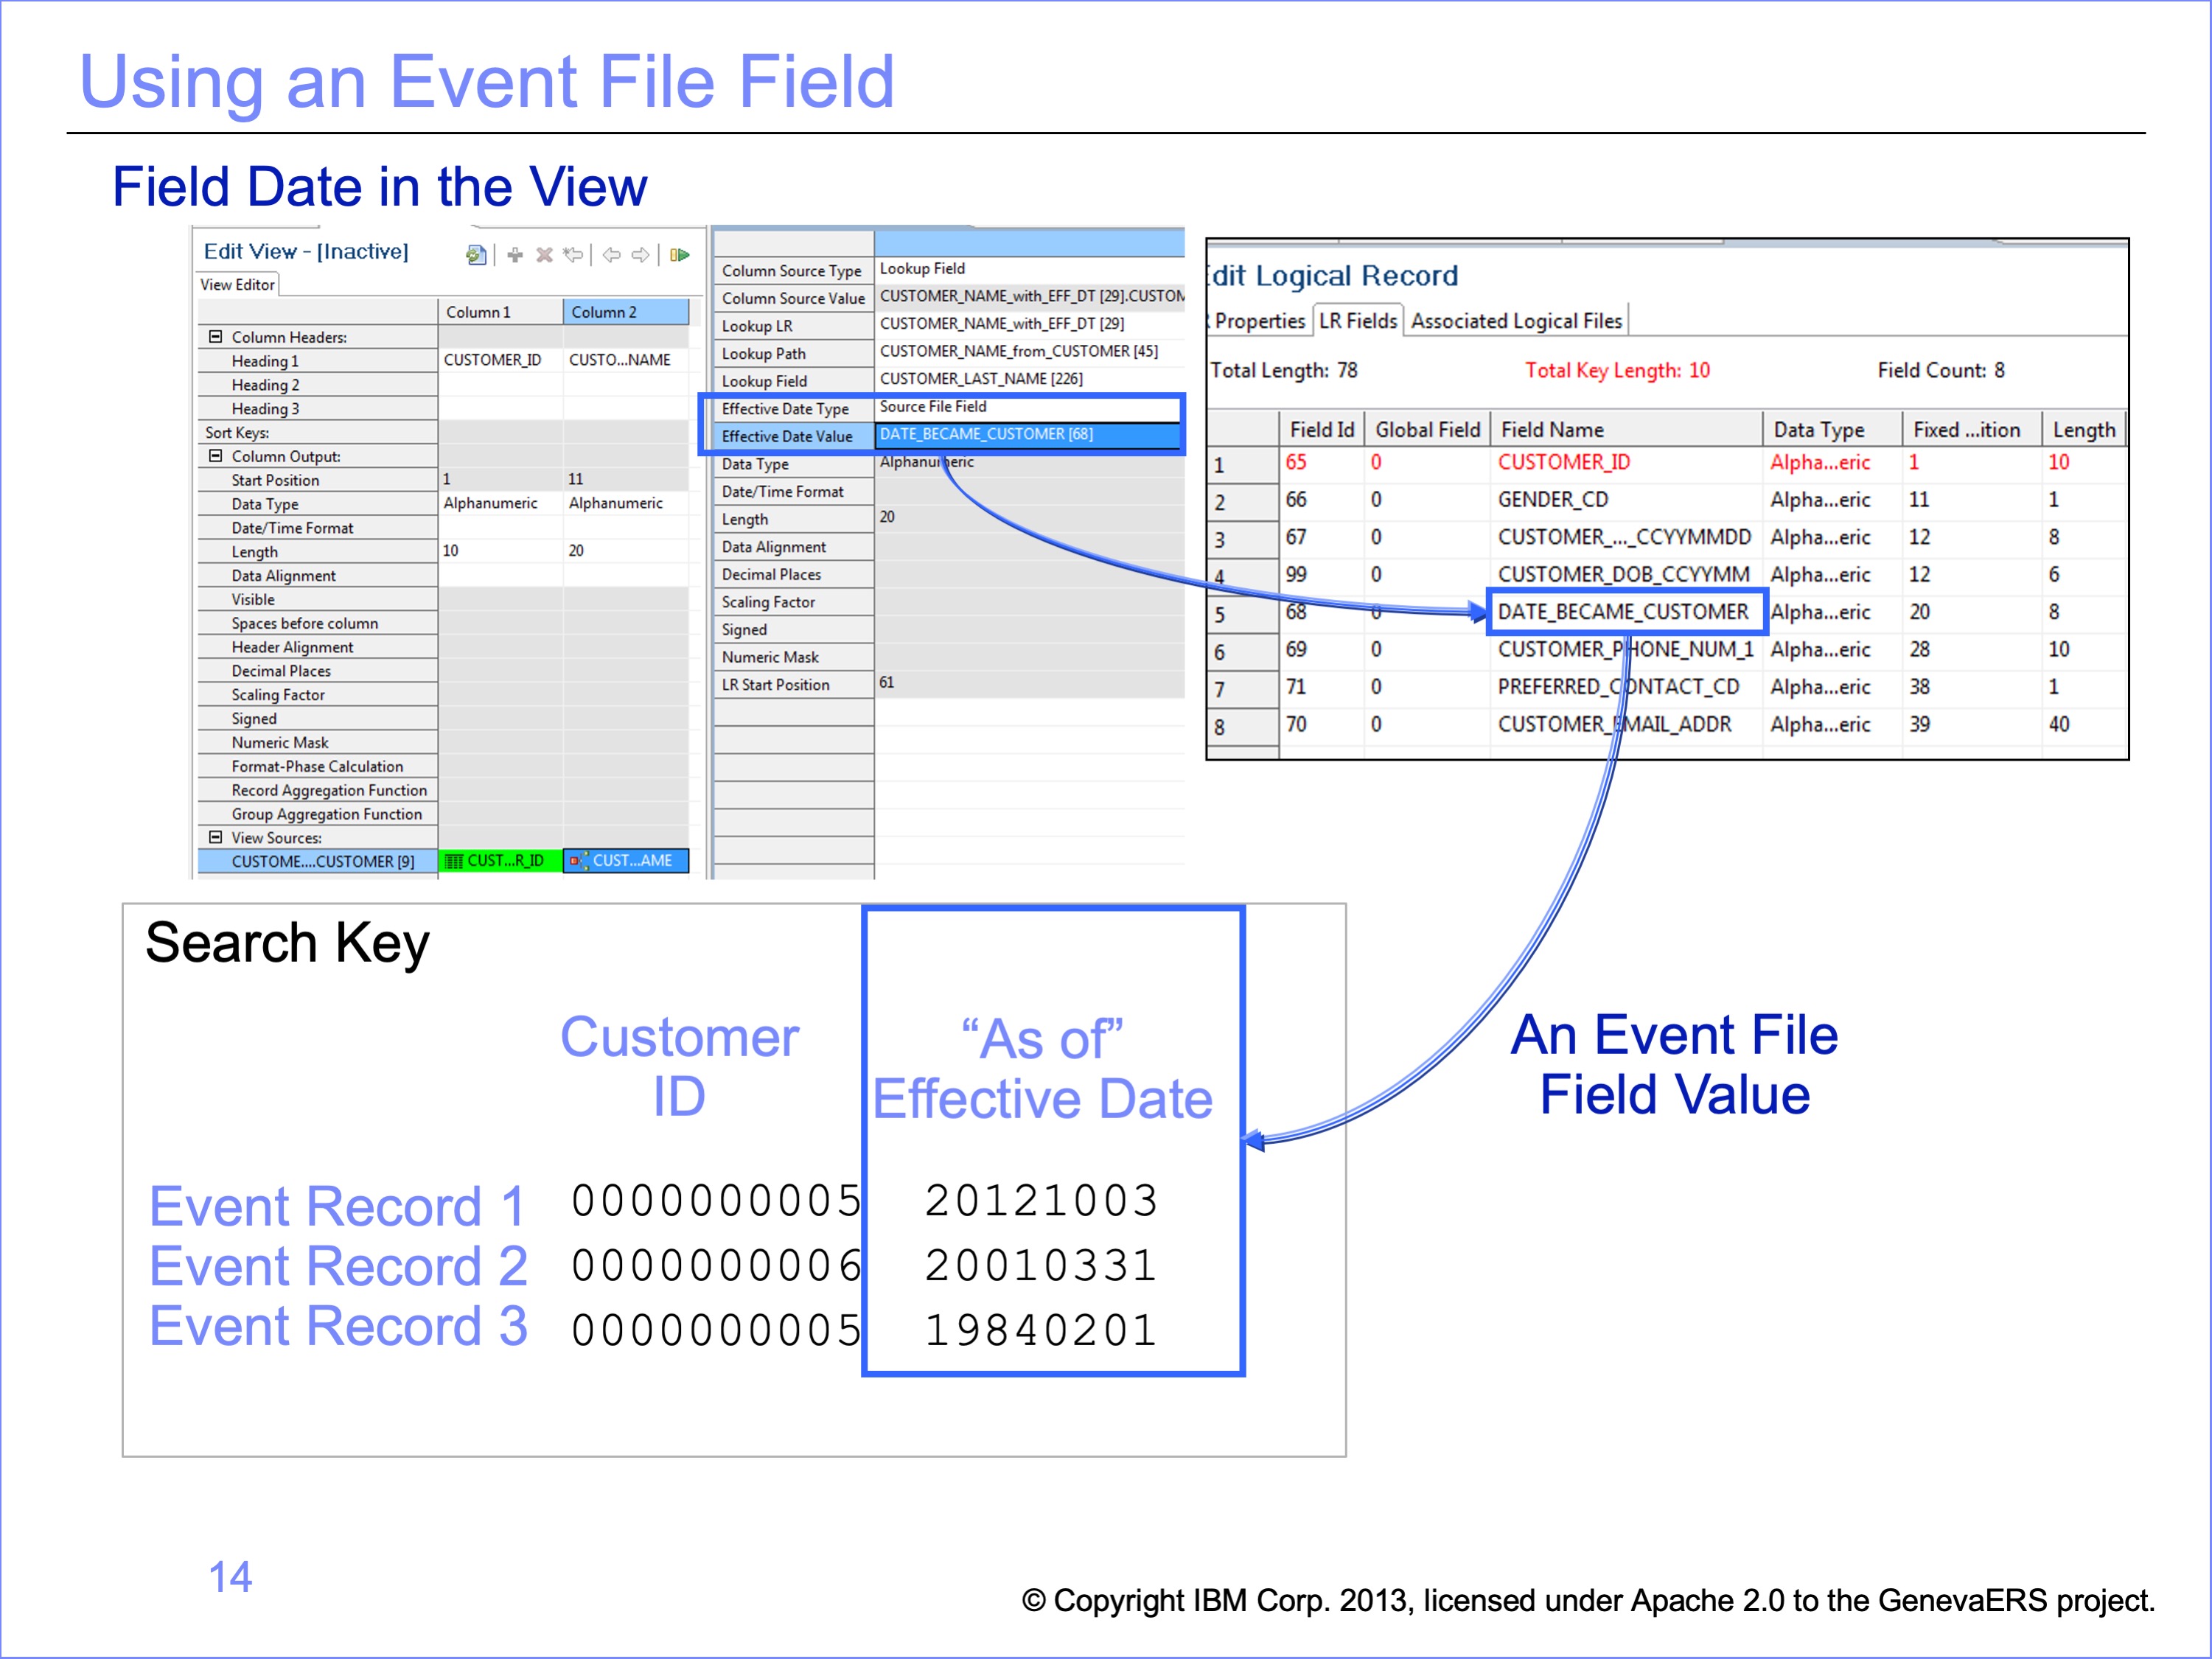 Using an Event File Field
Field Date in the View
Edit View - [Inactive]
View Editor
Column 1 Column 2
Column Headers:
Heading 1 CUSTOMER_ID CUSTO...NAME
Heading 2
Heading 3
Sort Keys:
Column Output:
Start Position 1 11
Data Type Alphanumeric Alphanumeric
Date/Time Format
Length 10 20
Data Alignment
Visible
Spaces before column
Header Alignment
Decimal Places
Scaling Factor
Signed
Numeric Mask
Format-Phase Calculation
Record Aggregation Function
Group Aggregation Function
View Sources:
CUSTOME....CUSTOMER [9] CUST...R_ID CUST...AME
Column Source Type Lookup Field
Column Source Value CUSTOMER_NAME_with_EFF_DT [29].CUSTOM
Lookup LR CUSTOMER_NAME_with_EFF_DT [29]
Lookup Path CUSTOMER_NAME_from_CUSTOMER [45]
Lookup Field CUSTOMER_LAST_NAME [226]
Effective Date Type Source File Field
Effective Date Value DATE_BECAME_CUSTOMER [68]
Data Type Alphanumeric
Date/Time Format
Length 20
Data Alignment
Decimal Places
Scaling Factor
Signed
Numeric Mask
LR Start Position 61
dit Logical Record
Properties LR Fields Associated Logical Files
Total Length: 78 Total Key Length: 10 Field Count: 8
Field Id Global Field Field Name Data Type Fixed ...ition Length
1 65 0 CUSTOMER_ID Alpha...eric 1 10
2 66 0 GENDER_CD Alpha...eric 11 1
3 67 0 CUSTOMER_..._CCYYMMDD Alpha...eric 12 8
4 99 0 CUSTOMER_DOB_CCYYMM Alpha...eric 12 6
5 68 0 DATE_BECAME_CUSTOMER Alpha...eric 20 8
6 69 0 CUSTOMER_PHONE_NUM_1 Alpha...eric 28 10
7 71 0 PREFERRED_CONTACT_CD Alpha...eric 38 1
8 70 0 CUSTOMER_EMAIL_ADDR Alpha...eric 39 40
Search Key
Customer
ID
“As of”
Effective Date
Event Record 1 0000000005 20121003
Event Record 2 0000000006 20010331
Event Record 3 0000000005 19840201
An Event File
Field Value
14
© Copyright IBM Corp. 2013, licensed under Apache 2.0 to the GenevaERS project.